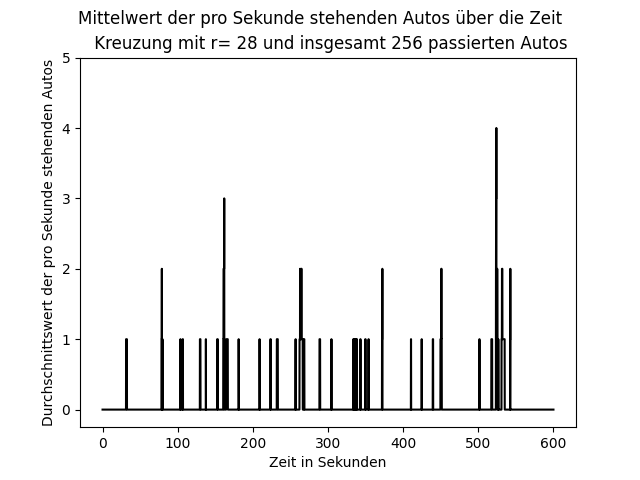 Mittelwert der pro Sekunde stehenden Autos über die Zeit
Kreuzung mit r= 28 und insgesamt 256 passierten Autos
Durchschnittswert der pro Sekunde stehenden Autos
5
4
3
2
1
0
0 100 200 300 400 500 600
Zeit in Sekunden